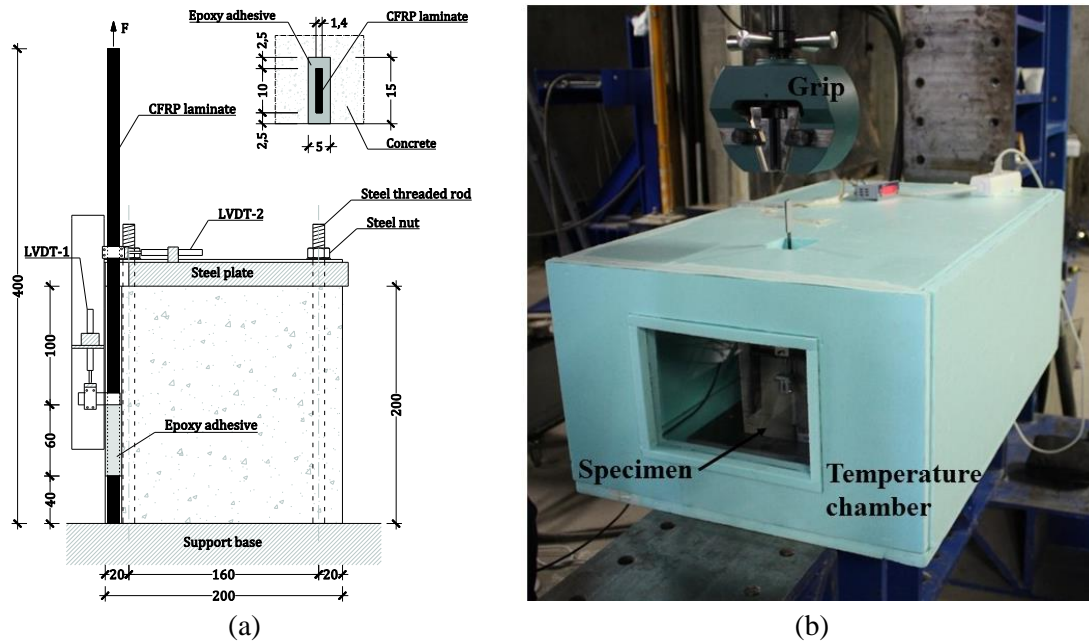 F
Epoxy adhesive
CFRP laminate
1,4
2,5
10
2,5
15
5
CFRP laminate
Concrete
Steel threaded rod
LVDT-2
Steel nut
LVDT-1
Steel plate
400
100
60
40
200
Epoxy adhesive
Support base
20
160
20
200
(a)
Grip
Specimen
Temperature
chamber
(b)